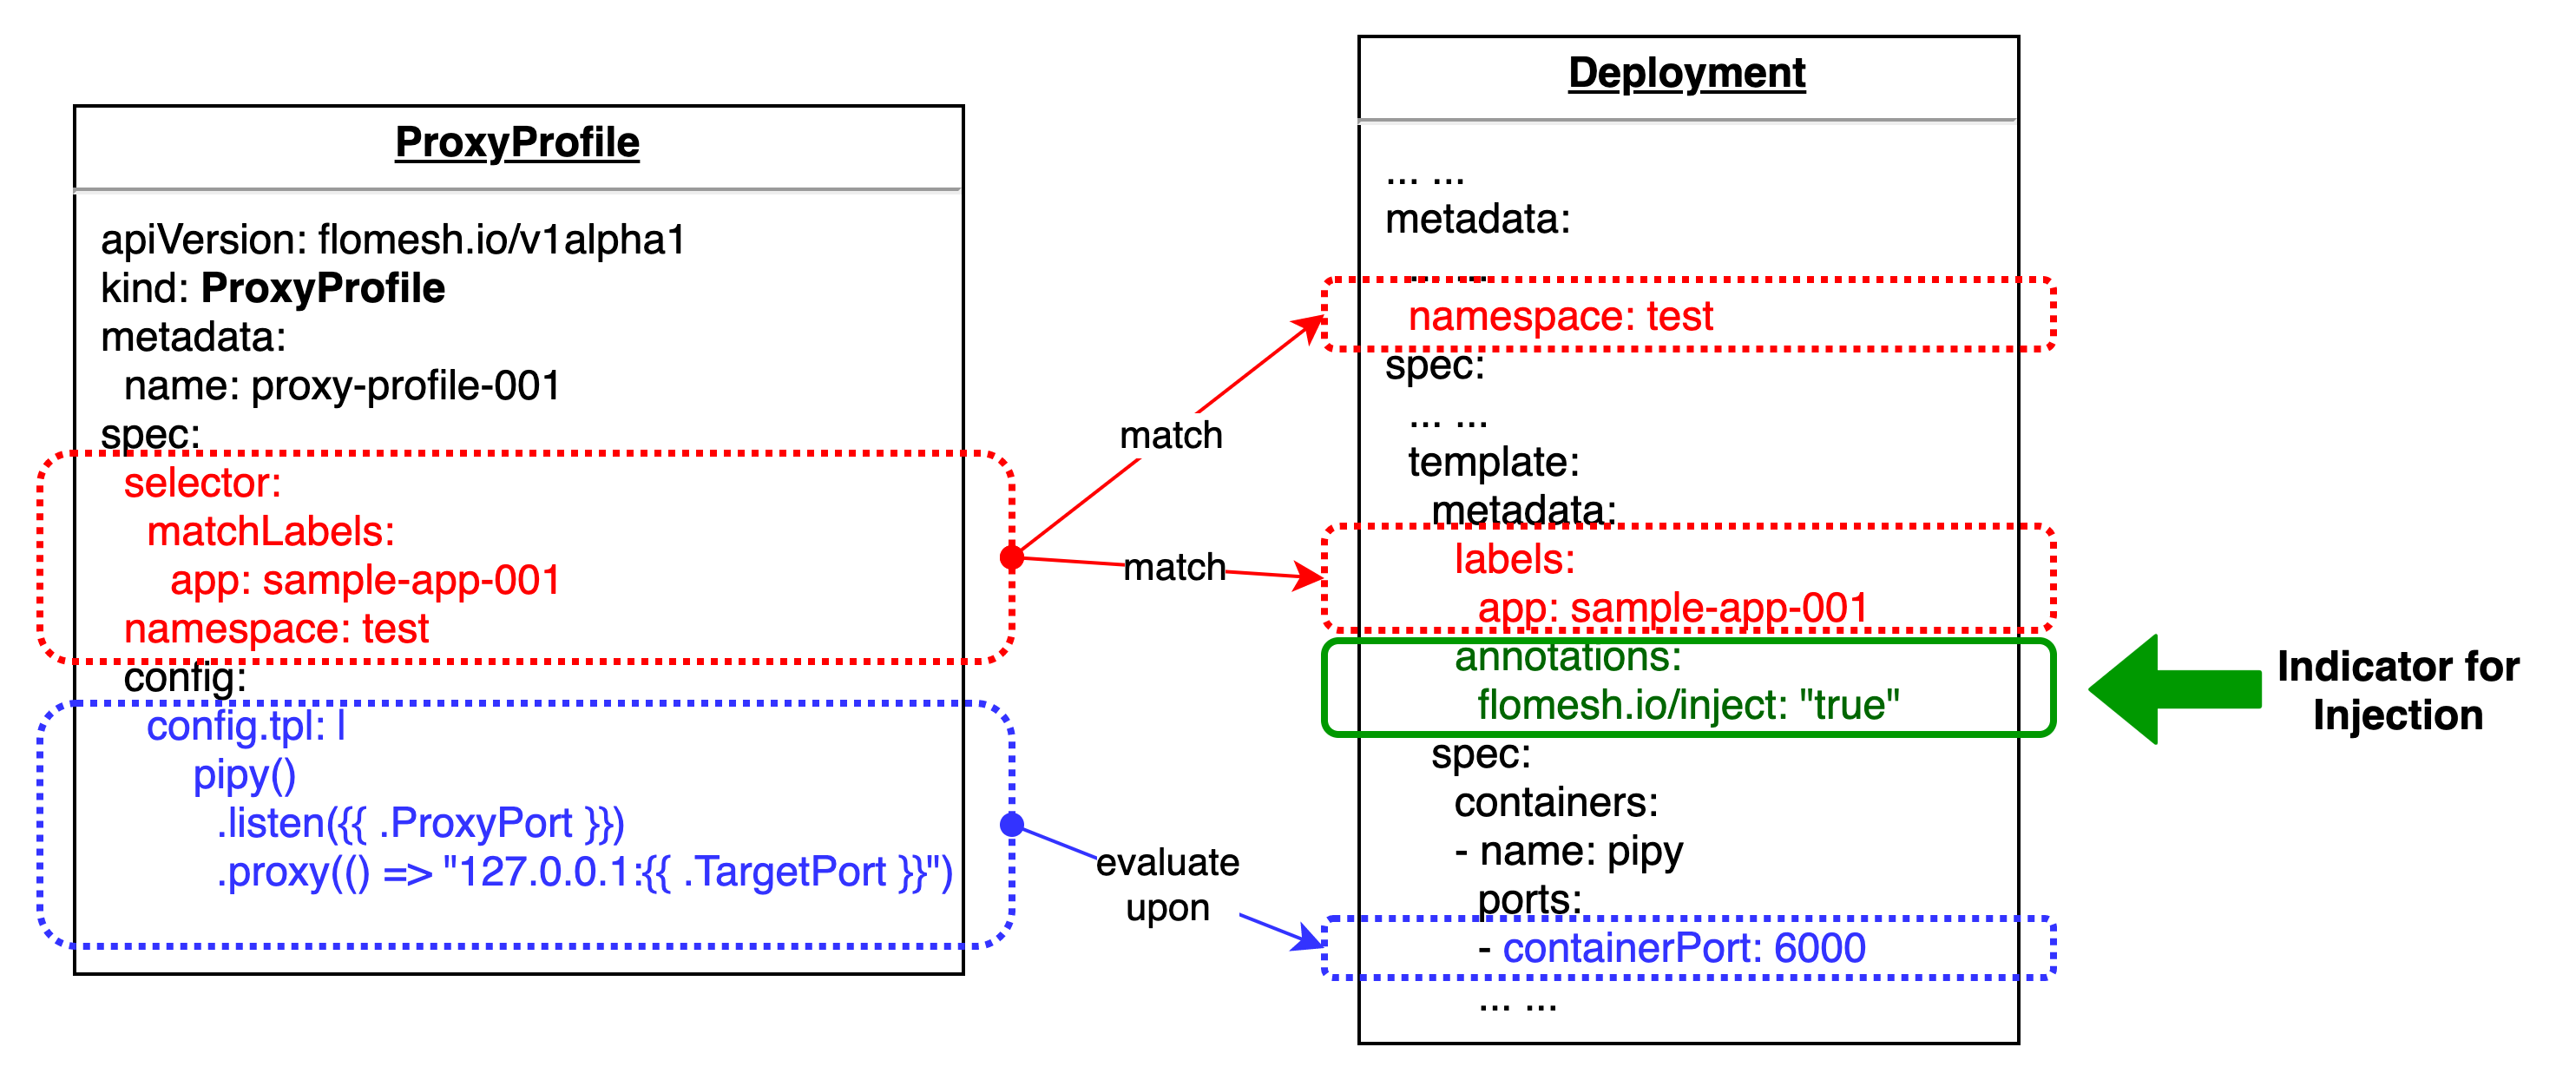 ProxyProfile
apiVersion: flomesh.io/v1alpha1
kind: ProxyProfile
metadata:
name: proxy-profile-001
spec:
selector:
matchLabels:
app: sample-app-001
namespace: test
config:
config.tpl: |
pipy()
.listen({{ .ProxyPort }})
.proxy(() => "127.0.0.1:{{ .TargetPort }}")
match
match
evaluate
upon
Deployment
... ...
metadata:
... ...
namespace: test
spec:
... ...
template:
metadata:
labels:
app: sample-app-001
annotations:
flomesh.io/inject: "true"
spec:
containers:
- name: pipy
ports:
- containerPort: 6000
... ...
Indicator for
Injection